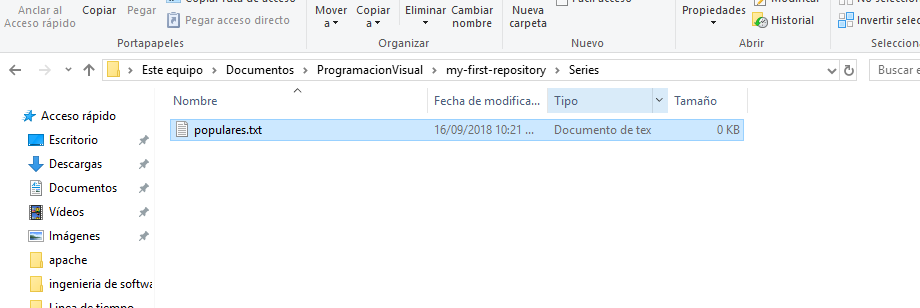 Anclar al
Acceso rápido
Copiar
Pegar
Copiar ruta de acceso
Pegar acceso directo
Portapapeles
Mover
a
Copiar
a
Eliminar
Cambiar
nombre
Organizar
Nueva
carpeta
Fácil acceso
Nuevo
Propiedades
Modificar
Historial
Abrir
No selec
Invertir selec
Seleccion
Este equipo
Documentos
ProgramacionVisual
my-first-repository
Series
Buscar e
Nombre
Fecha de modifica...
Tipo
Tamaño
populares.txt
16/09/2018 10:21 ...
Documento de tex
0 KB
Acceso rápido
Escritorio
Descargas
Documentos
Vídeos
Imágenes
apache
ingenieria de softwa
Linea de tiempo